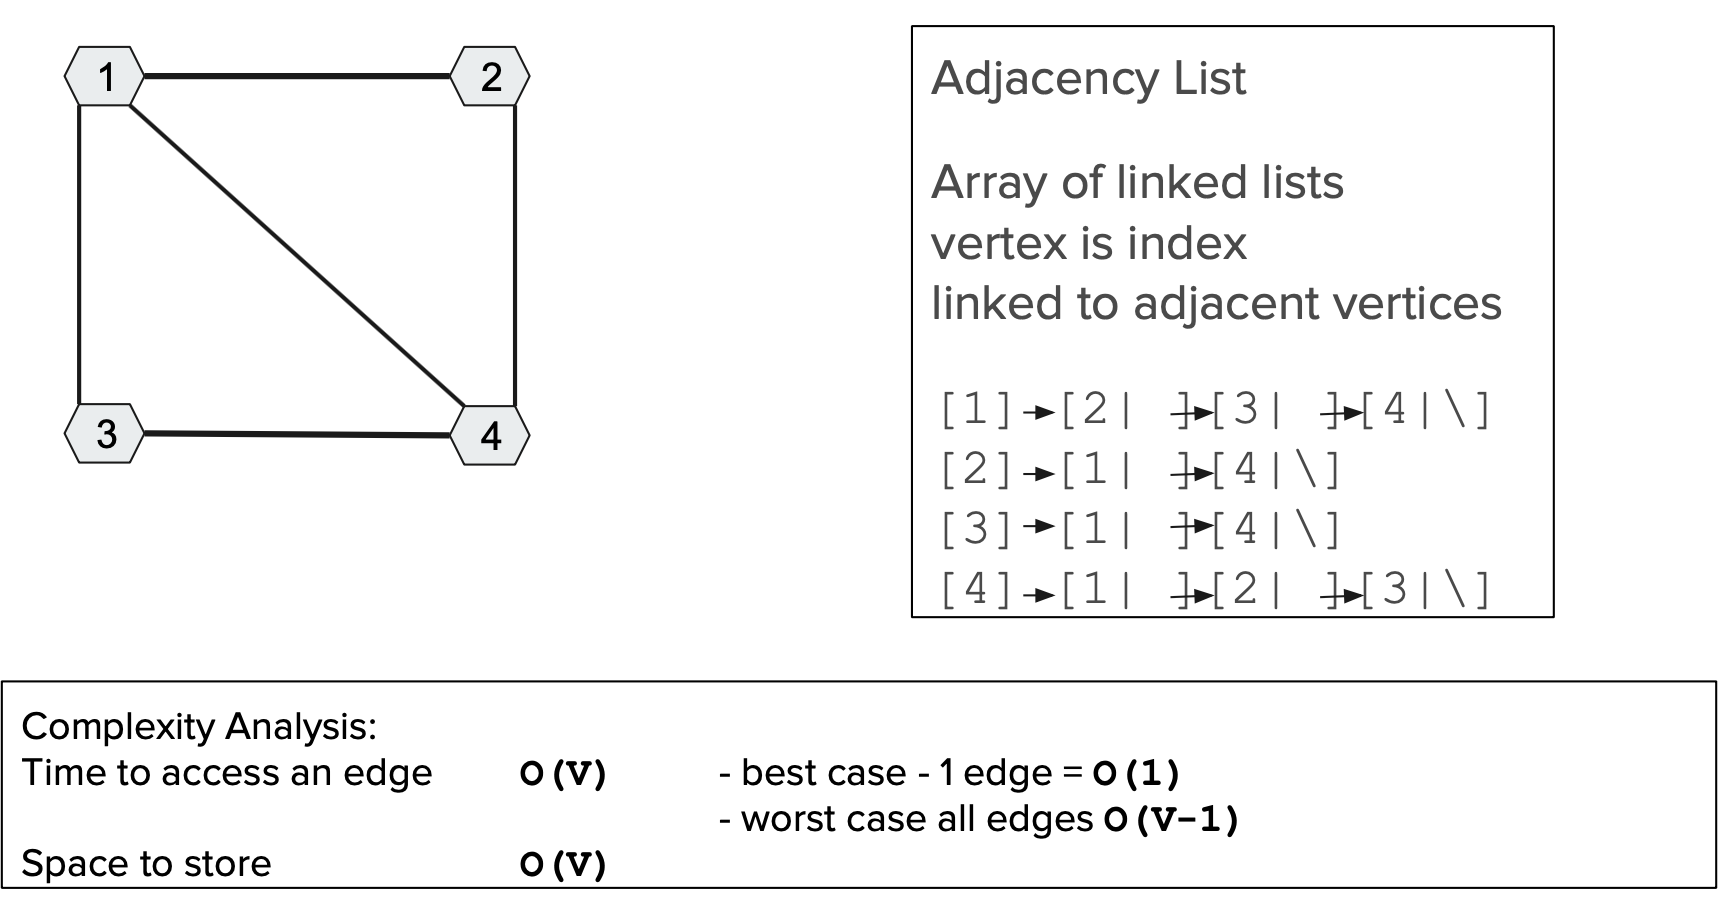 1
2
3
4
Adjacency List
Array of linked lists
vertex is index
linked to adjacent vertices
[1]→[2| ]→[3| ]→[4|\]
[2]→[1| ]→[4|\]
[3]→[1| ]→[4|\]
[4]→[1| ]→[2| ]→[3|\]
Complexity Analysis:
Time to access an edge O(V) - best case - 1 edge = O(1)
- worst case all edges O(V-1)
Space to store O(V)